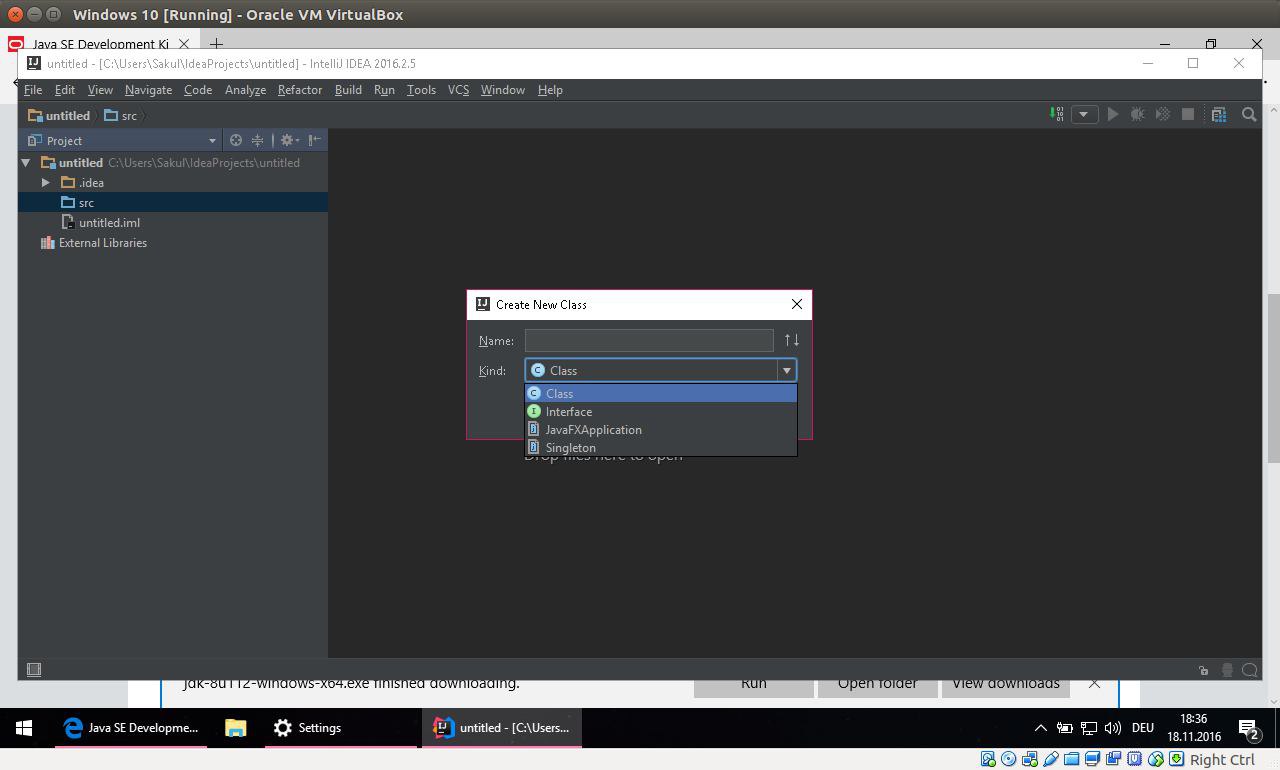 Windows 10 [Running] - Oracle VM VirtualBox
Java SE Development Ki
untitled - [C:\Users\Sakul\IdeaProjects\untitled] - IntelliJ IDEA 2016.2.5
File Edit View Navigate Code Analyze Refactor Build Run Tools VCS Window Help
untitled src
Project
untitled C:\Users\Sakul\IdeaProjects\untitled
.idea
src
untitled.iml
External Libraries
Create New Class
Name:
Kind: Class
Class
Interface
JavaFXApplication
Singleton
Drop files here to open
jdk-8u112-windows-x64.exe finished downloading. Run Open folder View downloads
Java SE Developme... Settings untitled - [C:\Users... DEU 18:36
18.11.2016 2
Right Ctrl